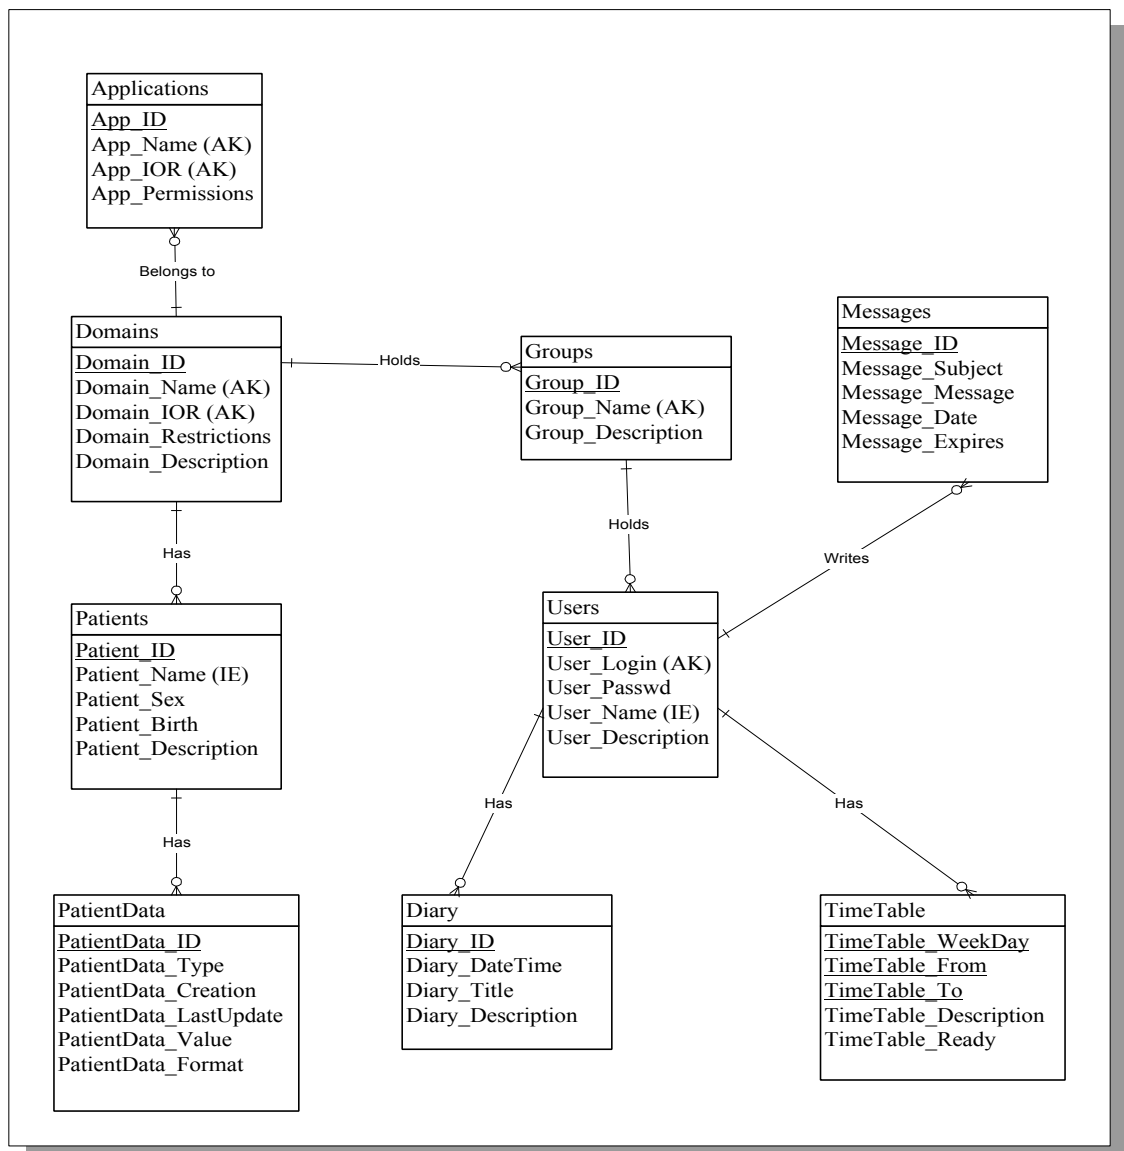 Applications
App_ID
App_Name (AK)
App_IOR (AK)
App_Permissions
Belongs to
Domains
Domain_ID
Domain_Name (AK)
Domain_IOR (AK)
Domain_Restrictions
Domain_Description
Holds
Groups
Group_ID
Group_Name (AK)
Group_Description
Messages
Message_ID
Message_Subject
Message_Message
Message_Date
Message_Expires
Has
Holds
Writes
Patients
Patient_ID
Patient_Name (IE)
Patient_Sex
Patient_Birth
Patient_Description
Users
User_ID
User_Login (AK)
User_Passwd
User_Name (IE)
User_Description
Has
Has
Has
PatientData
PatientData_ID
PatientData_Type
PatientData_Creation
PatientData_LastUpdate
PatientData_Value
PatientData_Format
Diary
Diary_ID
Diary_DateTime
Diary_Title
Diary_Description
TimeTable
TimeTable_WeekDay
TimeTable_From
TimeTable_To
TimeTable_Description
TimeTable_Ready